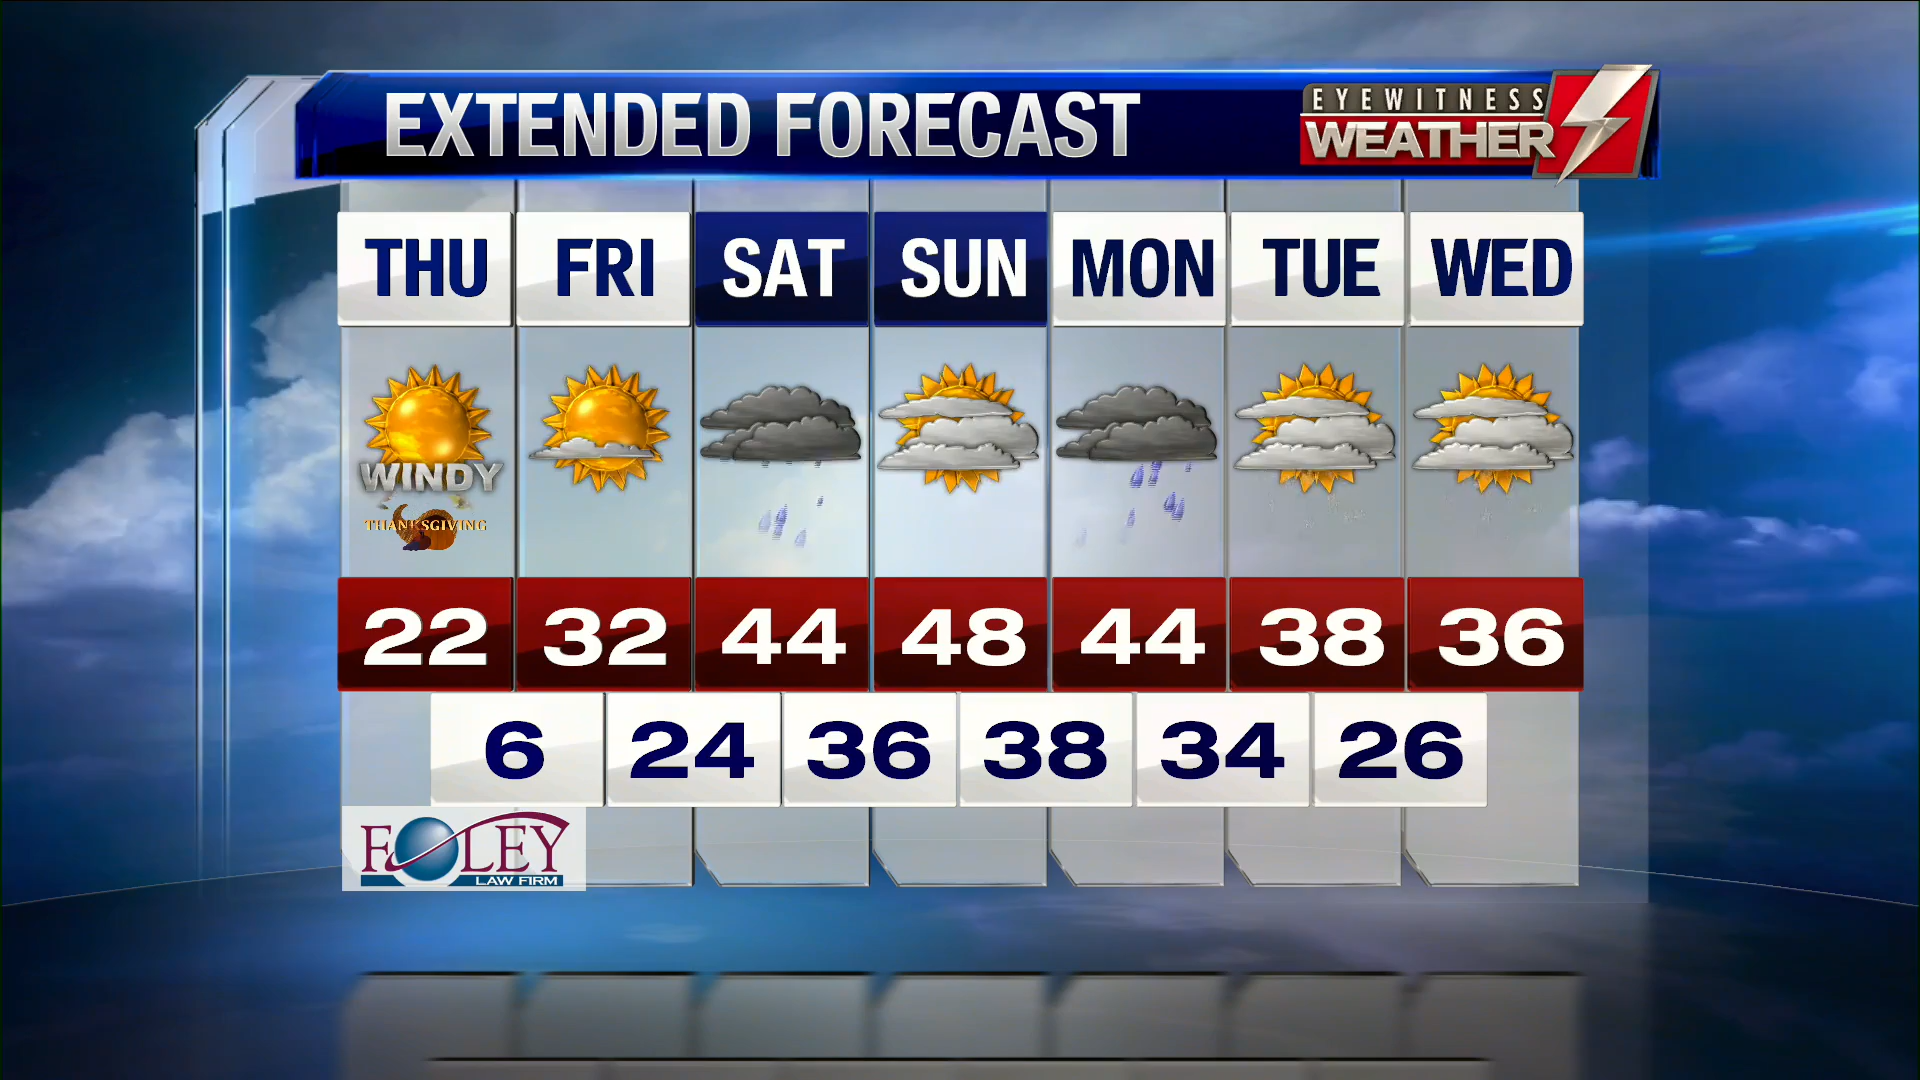 EXTENDED FORECAST
EYEWITNESS
WEATHER
THU FRI SAT SUN MON TUE WED
WINDY
THANKSGIVING
22 32 44 48 44 38 36
6 24 36 38 34 26
FOLEY
LAW FIRM